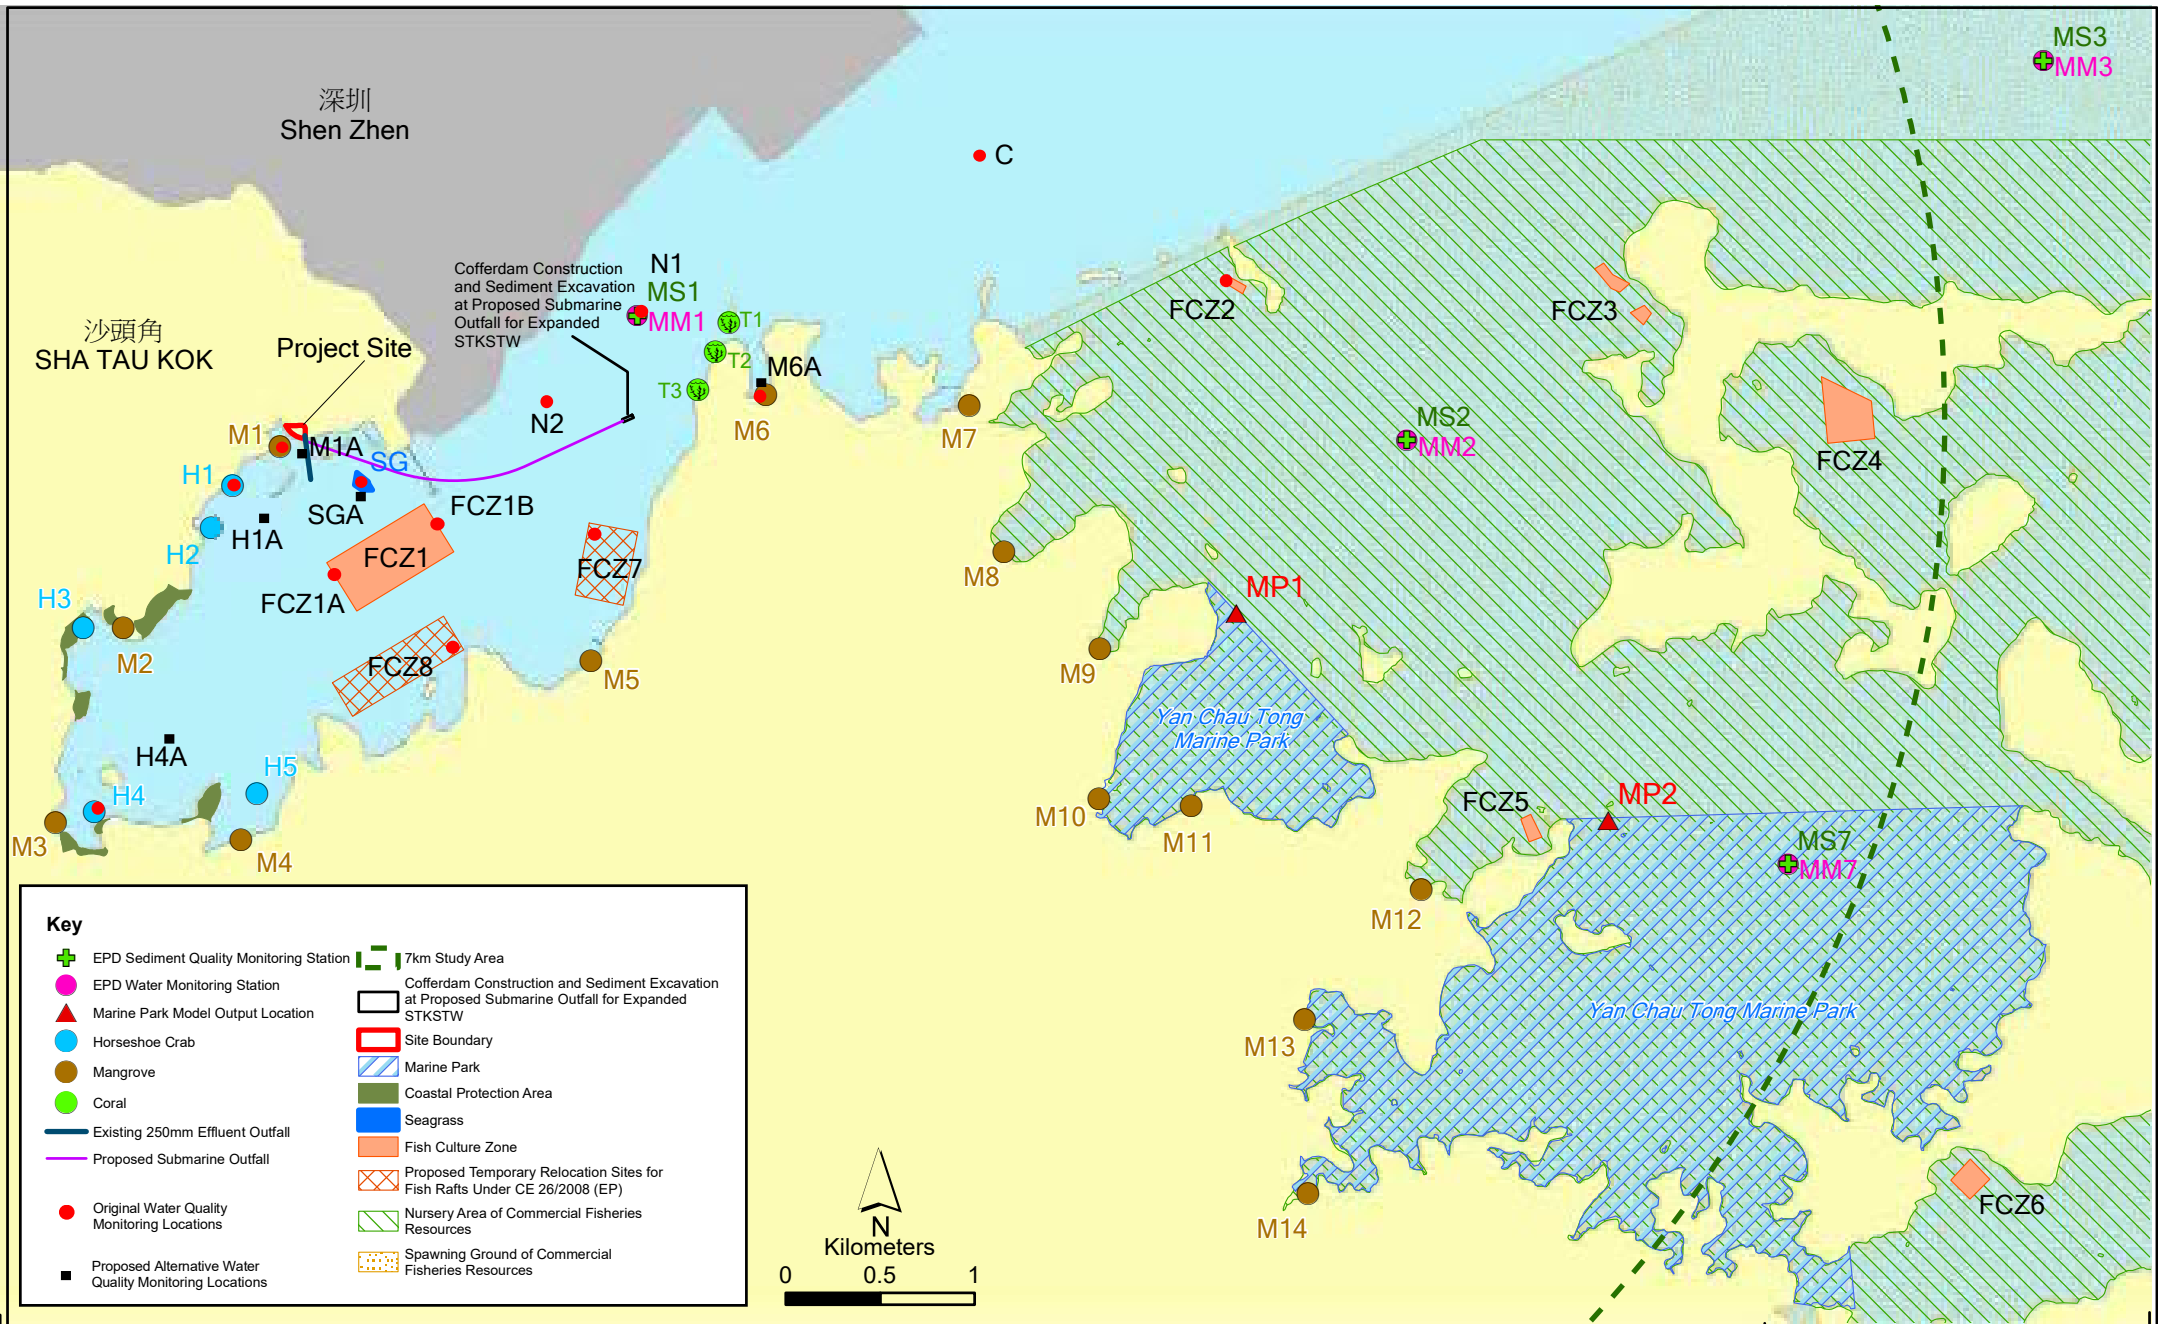 深圳
Shen Zhen
MS3
MM3
C
Cofferdam Construction
and Sediment Excavation
at Proposed Submarine
Outfall for Expanded
STKSTW
N1
MS1
MM1
T1
T2
T3
FCZ2
FCZ3
沙頭角
SHA TAU KOK
Project Site
M6A
M6
M7
N2
MS2
MM2
FCZ4
M1
M1A
SG
H1
SGA
FCZ1B
H1A
H2
FCZ1
FCZ7
M8
FCZ1A
H3
MP1
M2
FCZ8
M5
M9
Yan Chau Tong
Marine Park
H4A
H5
H4
M10
M11
FCZ5
MP2
MS7
MM7
M3
M4
M12
Yan Chau Tong Marine Park
M13
M14
FCZ6
Key
EPD Sediment Quality Monitoring Station
EPD Water Monitoring Station
Marine Park Model Output Location
Horseshoe Crab
Mangrove
Coral
Existing 250mm Effluent Outfall
Proposed Submarine Outfall
Original Water Quality
Monitoring Locations
Proposed Alternative Water
Quality Monitoring Locations
7km Study Area
Cofferdam Construction and Sediment Excavation
at Proposed Submarine Outfall for Expanded
STKSTW
Site Boundary
Marine Park
Coastal Protection Area
Seagrass
Fish Culture Zone
Proposed Temporary Relocation Sites for
Fish Rafts Under CE 26/2008 (EP)
Nursery Area of Commercial Fisheries
Resources
Spawning Ground of Commercial
Fisheries Resources
N
Kilometers
0 0.5 1